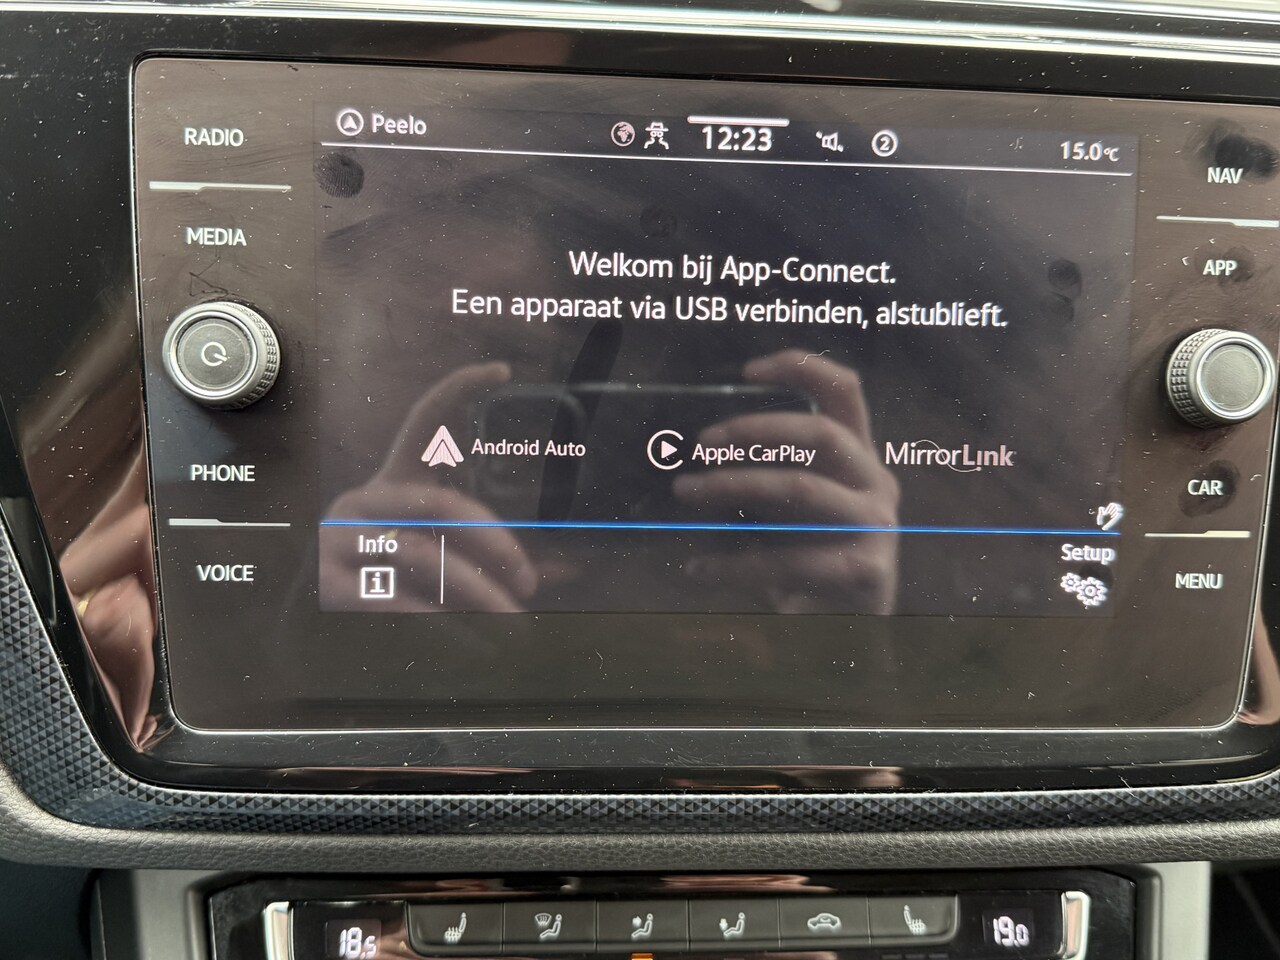 RADIO
MEDIA
PHONE
VOICE
Peelo
12:23
2
15.0°C
Welkom bij App-Connect.
Een apparaat via USB verbinden, alstublieft.
Android Auto
Apple CarPlay
MirrorLink
Info
i
Setup
NAV
APP
CAR
MENU
18.5
19.0